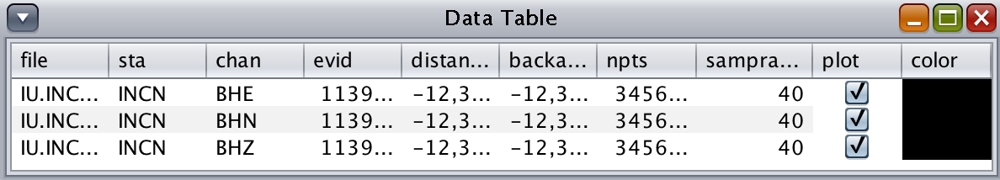 Data Table
file sta chan evid distan... backa... npts sampra... plot color
IU.INC... INCN BHE 1139... -12,3... -12,3... 3456... 40
IU.INC... INCN BHN 1139... -12,3... -12,3... 3456... 40
IU.INC... INCN BHZ 1139... -12,3... -12,3... 3456... 40